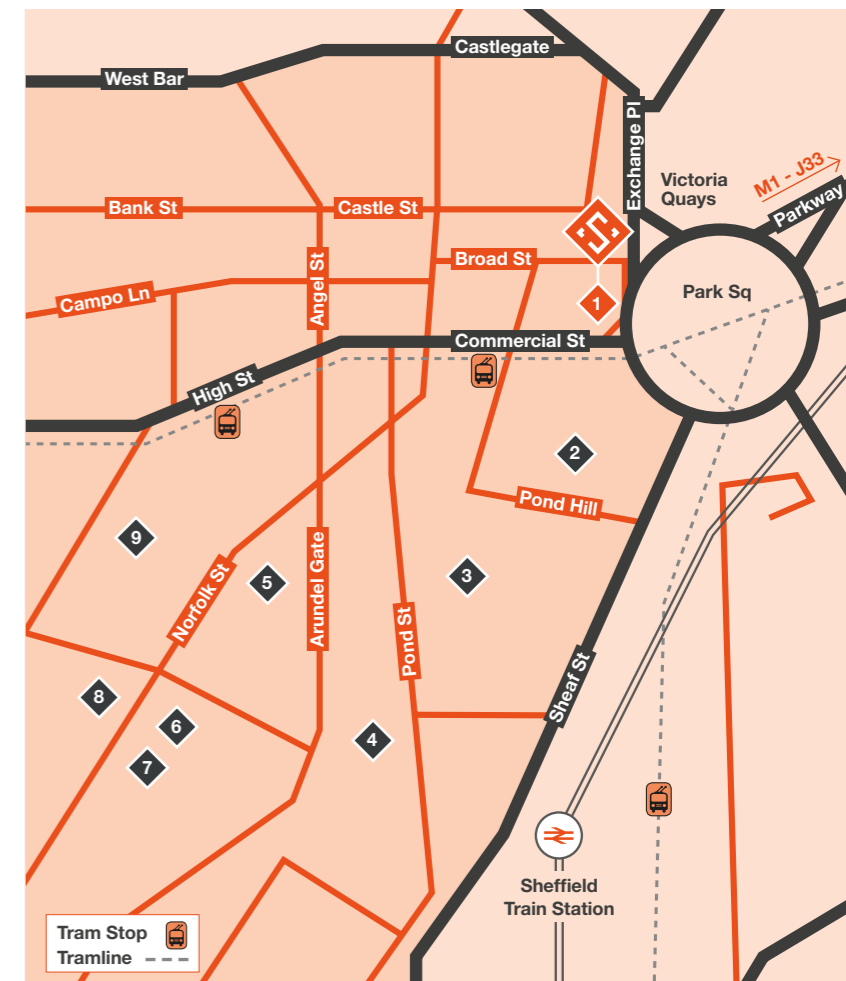 Castlegate
West Bar
Exchange Pl
Victoria
Quays
M1 - J33
Parkway
Bank St
Castle St
Broad St
Angel St
Campo Ln
1
Park Sq
Commercial St
High St
2
Pond Hill
9
5
3
Norfolk St
Arundel Gate
Pond St
Sheaf St
8
6
4
7
Sheffield
Train Station
Tram Stop
Tramline